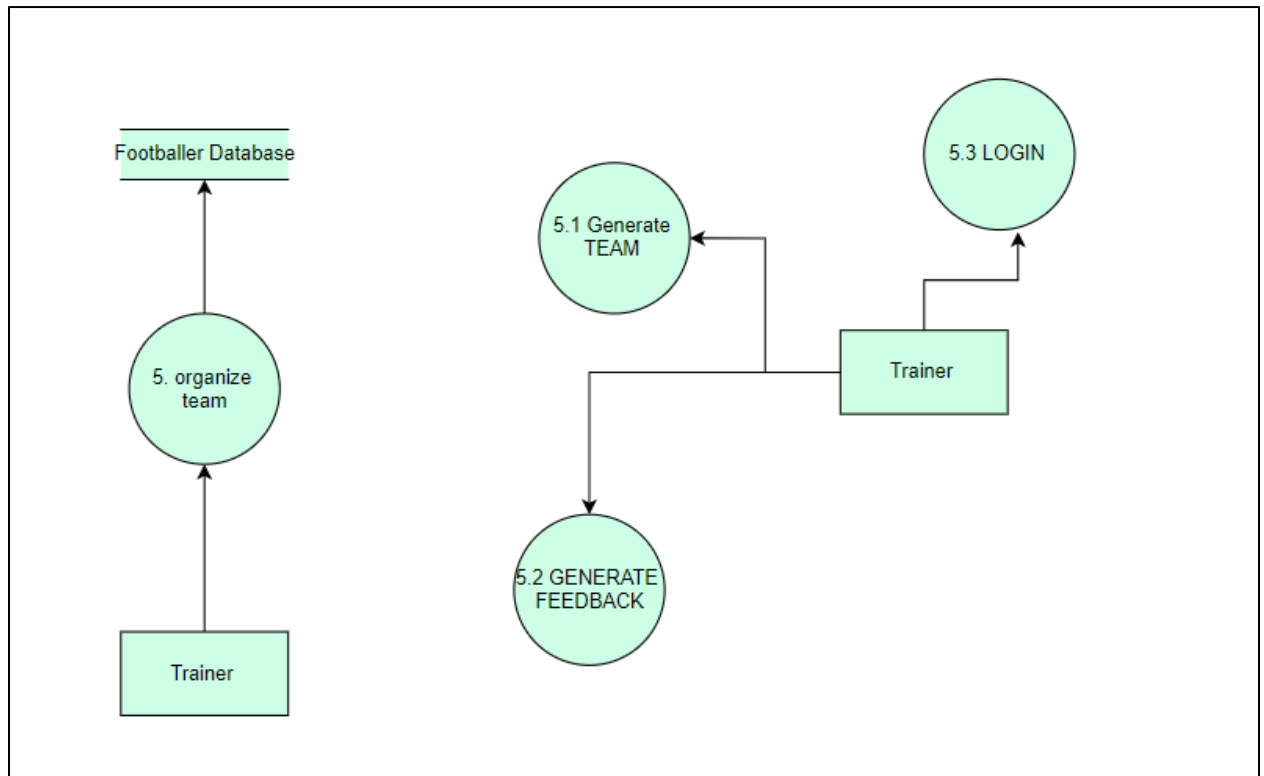 Footballer Database
5. organize
team
Trainer
5.1 Generate
TEAM
5.2 GENERATE
FEEDBACK
5.3 LOGIN
Trainer